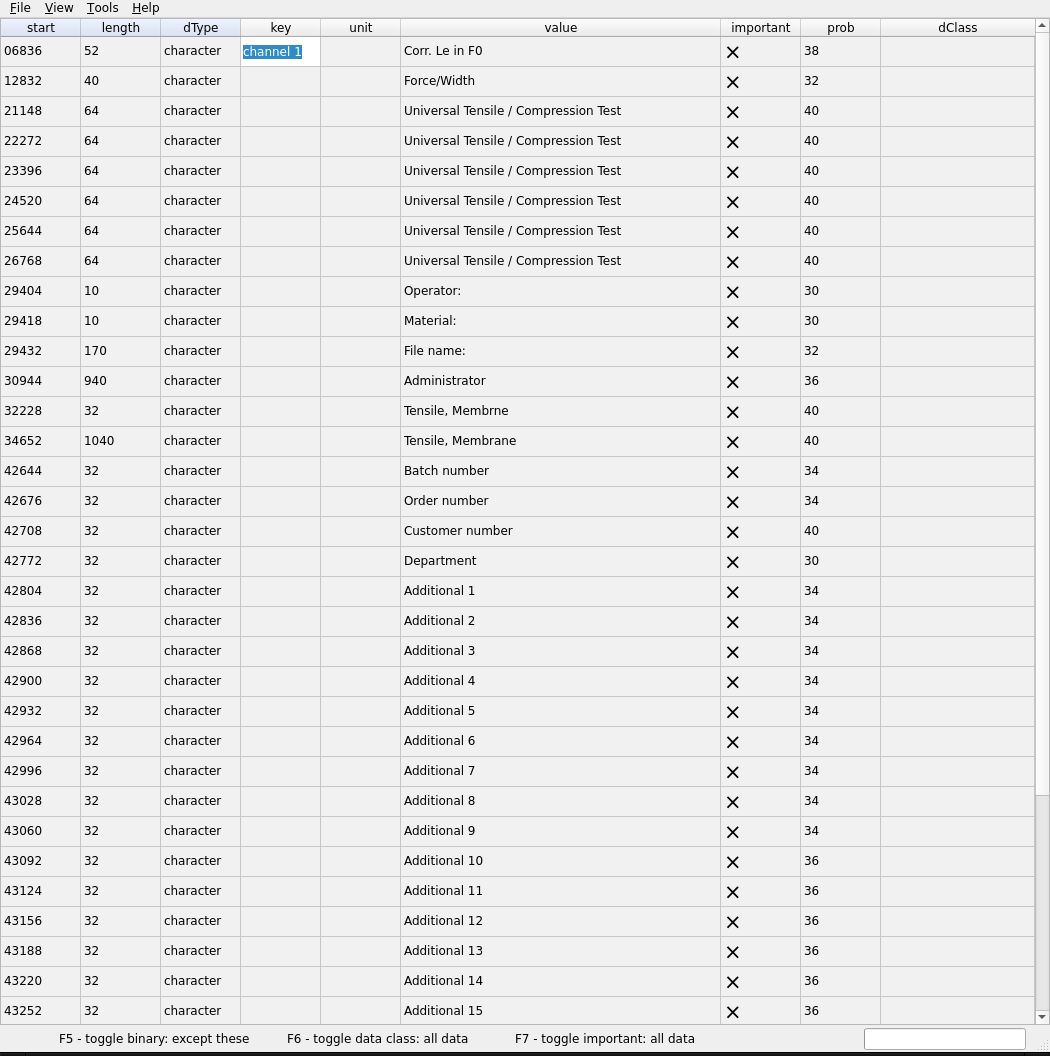 File View Tools Help
start length dType key unit value important prob dClass
06836 52 character channel 1 Corr. Le in F0 38
12832 40 character Force/Width 32
21148 64 character Universal Tensile / Compression Test 40
22272 64 character Universal Tensile / Compression Test 40
23396 64 character Universal Tensile / Compression Test 40
24520 64 character Universal Tensile / Compression Test 40
25644 64 character Universal Tensile / Compression Test 40
26768 64 character Universal Tensile / Compression Test 40
29404 10 character Operator: 30
29418 10 character Material: 30
29432 170 character File name: 32
30944 940 character Administrator 36
32228 32 character Tensile, Membrne 40
34652 1040 character Tensile, Membrane 40
42644 32 character Batch number 34
42676 32 character Order number 34
42708 32 character Customer number 40
42772 32 character Department 30
42804 32 character Additional 1 34
42836 32 character Additional 2 34
42868 32 character Additional 3 34
42900 32 character Additional 4 34
42932 32 character Additional 5 34
42964 32 character Additional 6 34
42996 32 character Additional 7 34
43028 32 character Additional 8 34
43060 32 character Additional 9 34
43092 32 character Additional 10 36
43124 32 character Additional 11 36
43156 32 character Additional 12 36
43188 32 character Additional 13 36
43220 32 character Additional 14 36
43252 32 character Additional 15 36
F5 - toggle binary: except these F6 - toggle data class: all data F7 - toggle important: all data